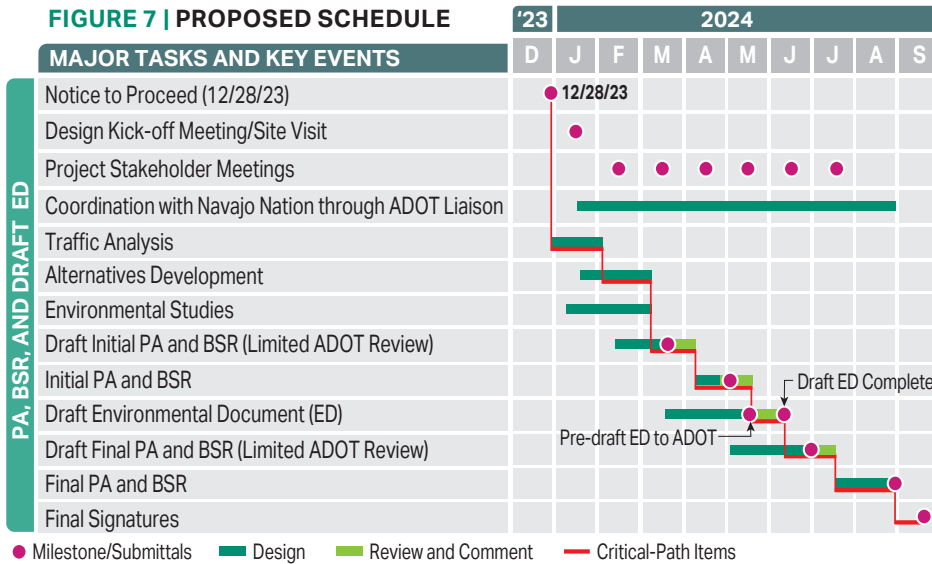 FIGURE 7 | PROPOSED SCHEDULE
'23 2024
MAJOR TASKS AND KEY EVENTS D J F M A M J J A S
PA, BSR, AND DRAFT ED
Notice to Proceed (12/28/23) 12/28/23
Design Kick-off Meeting/Site Visit
Project Stakeholder Meetings
Coordination with Navajo Nation through ADOT Liaison
Traffic Analysis
Alternatives Development
Environmental Studies
Draft Initial PA and BSR (Limited ADOT Review)
Initial PA and BSR
Draft ED Complete
Draft Environmental Document (ED)
Pre-draft ED to ADOT
Draft Final PA and BSR (Limited ADOT Review)
Final PA and BSR
Final Signatures
Milestone/Submittals Design Review and Comment Critical-Path Items